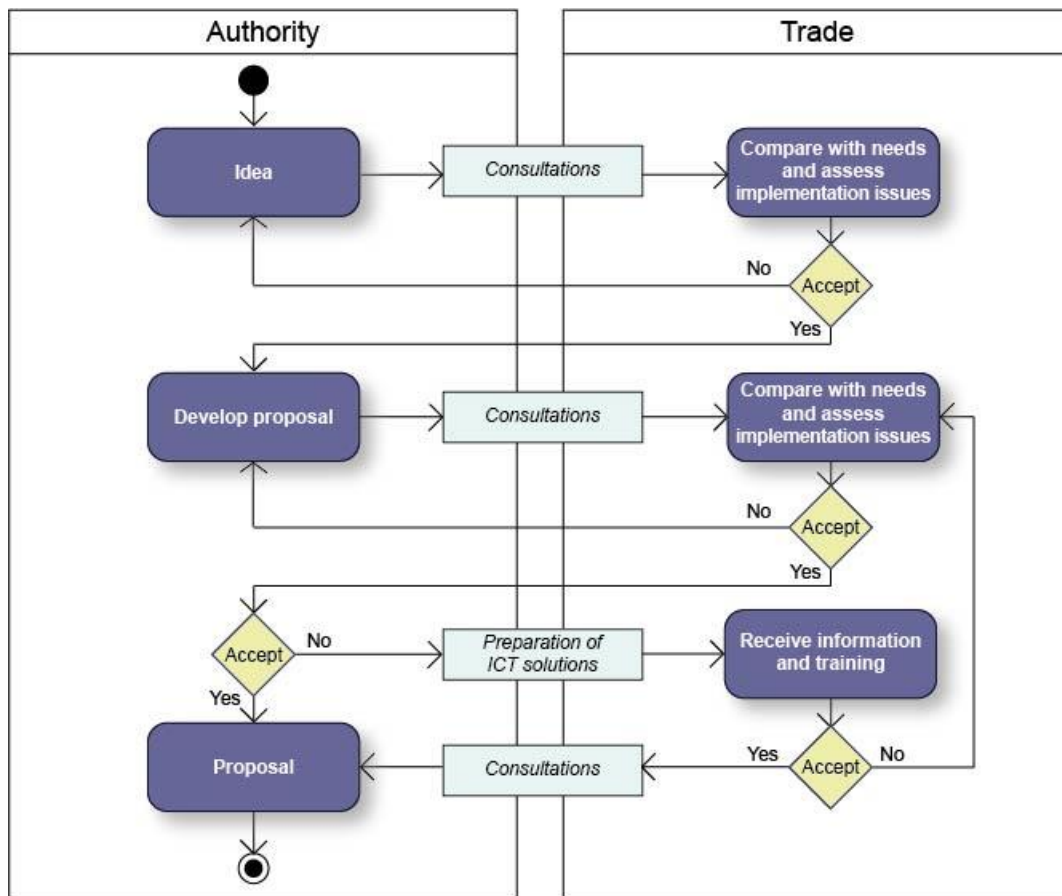 Authority
Trade
Idea
Consultations
Compare with needs
and assess
implementation issues
No
Accept
Yes
Develop proposal
Consultations
Compare with needs
and assess
implementation issues
No
Accept
Yes
Accept
No
Preparation of
ICT solutions
Receive information
and training
Yes
Proposal
Consultations
Yes
Accept
No